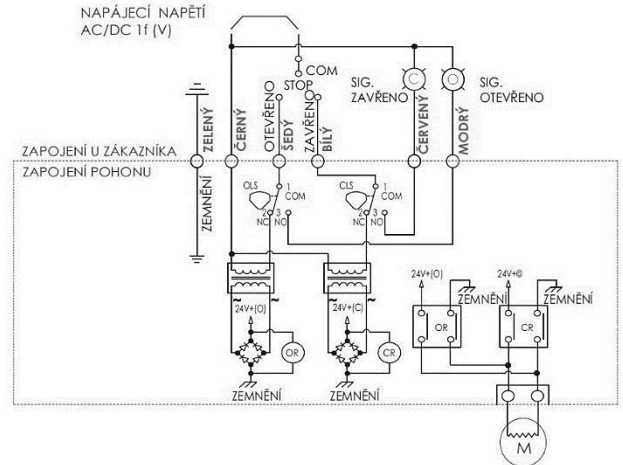 NAPÁJECÍ NAPĚTÍ
AC/DC 1f (V)
COM
STOP
OTEVŘENO
ŠEDÝ
ZAVŘENO
BÍLÝ
ZELENÝ
ČERNÝ
SIG.
ZAVŘENO
C
O
SIG.
OTEVŘENO
ČERVENÝ
MODRÝ
ZAPOJENÍ U ZÁKAZNÍKA
ZAPOJENÍ POHONU
ZEMNĚNÍ
OLS
1
COM
2
3
NC
NO
CLS
1
COM
2
3
NC
NO
~
~
~
~
24V+(O)
OR
ZEMNĚNÍ
24V+(C)
CR
ZEMNĚNÍ
24V+(O)
ZEMNĚNÍ
OR
24V+©
ZEMNĚNÍ
CR
M